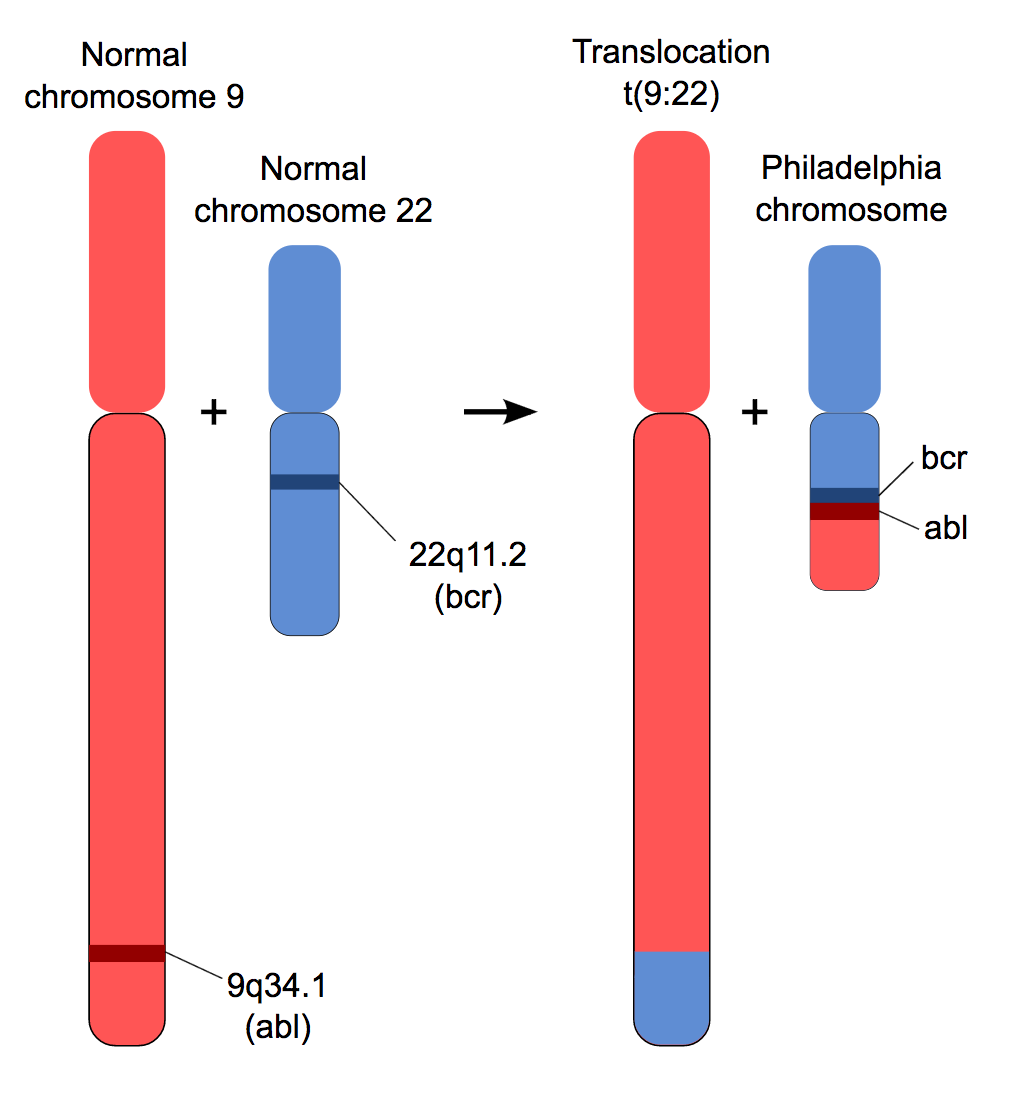 Normal
chromosome 9
Normal
chromosome 22
+
22q11.2
(bcr)
9q34.1
(abl)
Translocation
t(9:22)
Philadelphia
chromosome
+
bcr
abl